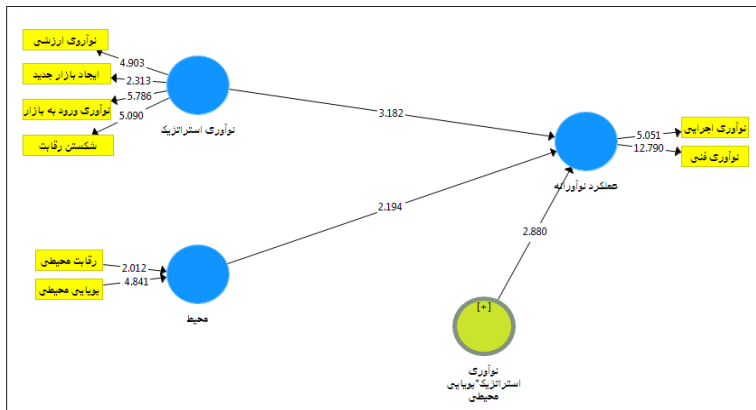 نوآروی ارزشی
4.903
ایجاد بازار جدید
2.313
نوآوری ورود به بازار
5.786
شکستن رقابت
5.090
نوآوری استراتژیک
3.182
نوآوری اجرایی
5.051
نوآوری فنی
12.790
عملکرد نوآورانه
2.194
رقابت محیطی
2.012
پویایی محیطی
4.841
محیط
2.880
[+]
نوآوری
استراتژیک*پویایی
محیطی